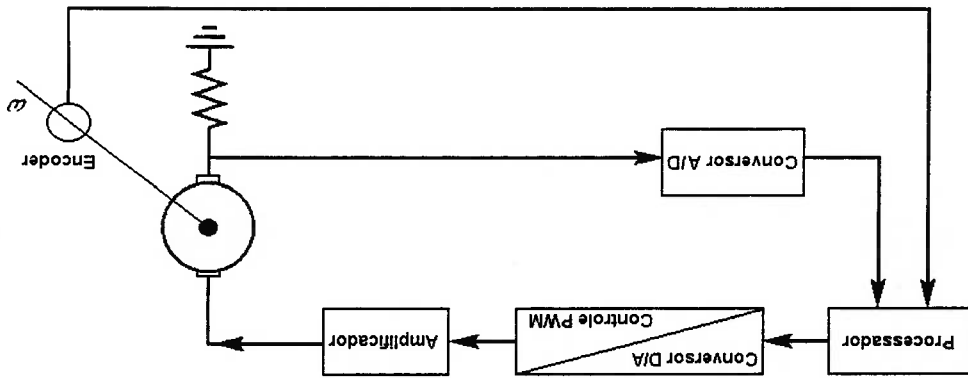 Processador
Conversor D/A
Controle PWM
Amplificador
Conversor A/D
Encoder
ω